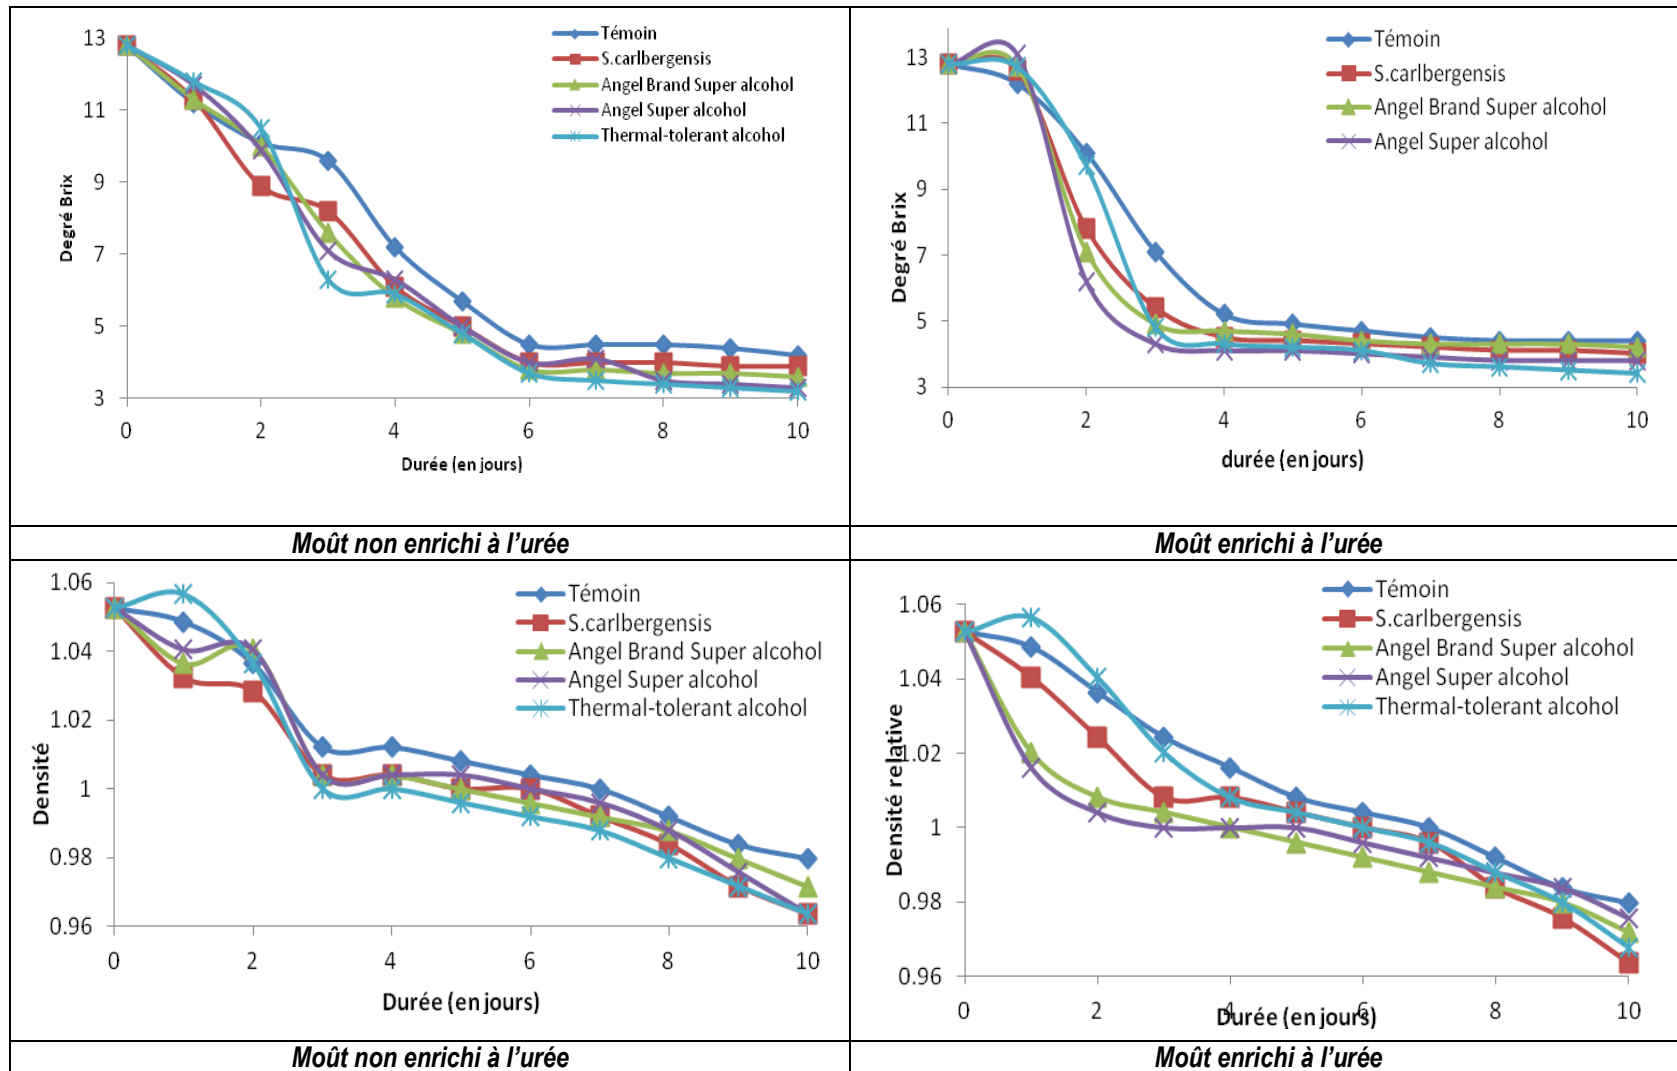 Témoin
S.carlbergensis
Angel Brand Super alcohol
Angel Super alcohol
Thermal-tolerant alcohol
Degré Brix
13
11
9
7
5
3
0 2 4 6 8 10
Durée (en jours)
Témoin
S.carlbergensis
Angel Brand Super alcohol
Angel Super alcohol
Degré Brix
13
11
9
7
5
3
0 2 4 6 8 10
durée (en jours)
Moût non enrichi à l’urée
Moût enrichi à l’urée
Témoin
S.carlbergensis
Angel Brand Super alcohol
Angel Super alcohol
Thermal-tolerant alcohol
Densité
1.06
1.04
1.02
1
0.98
0.96
0 2 4 6 8 10
Durée (en jours)
Témoin
S.carlbergensis
Angel Brand Super alcohol
Angel Super alcohol
Thermal-tolerant alcohol
Densité relative
1.06
1.04
1.02
1
0.98
0.96
0 2 4 6 8 10
Durée (en jours)
Moût non enrichi à l’urée
Moût enrichi à l’urée